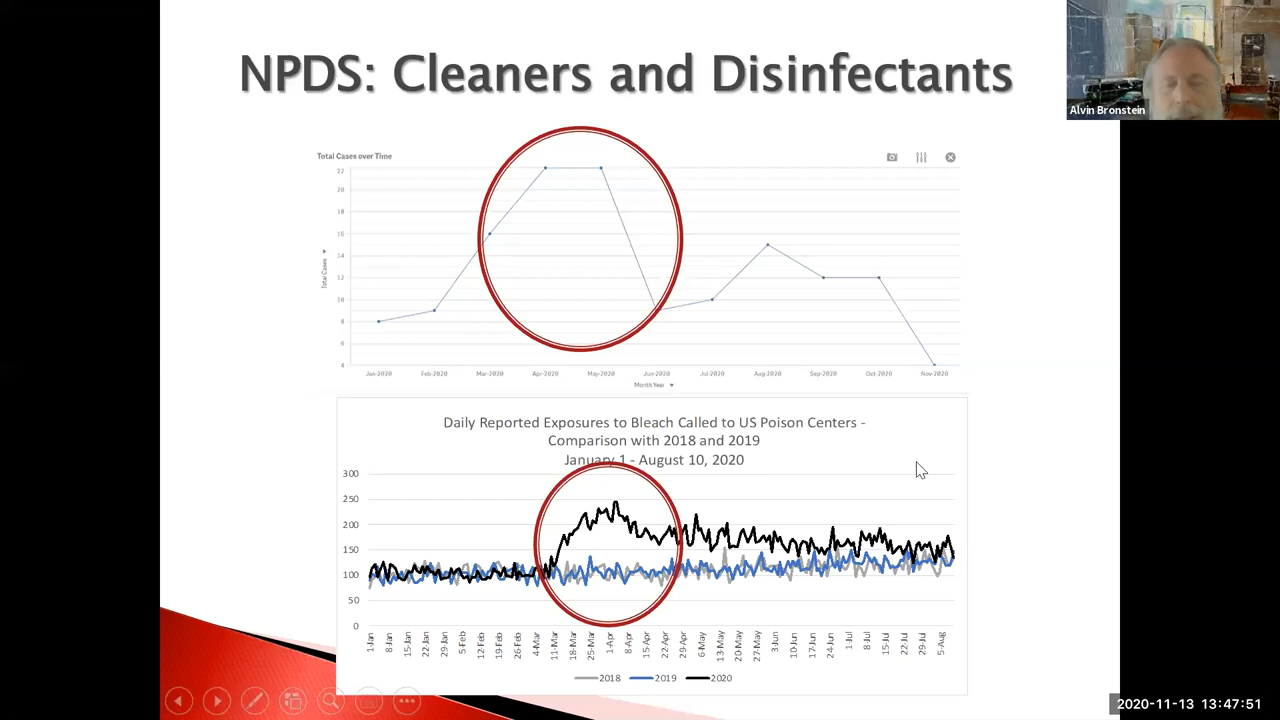 NPDS: Cleaners and Disinfectants
Alvin Bronstein
Total Cases over Time
22
20
18
16
14
12
10
8
6
4
Total Cases
Jan-2020 Feb-2020 Mar-2020 Apr-2020 May-2020 Jun-2020 Jul-2020 Aug-2020 Sep-2020 Oct-2020 Nov-2020
Month Year
Daily Reported Exposures to Bleach Called to US Poison Centers -
Comparison with 2018 and 2019
January 1 - August 10, 2020
300
250
200
150
100
50
0
1-Jan 8-Jan 15-Jan 22-Jan 29-Jan 5-Feb 12-Feb 19-Feb 26-Feb 4-Mar 11-Mar 18-Mar 25-Mar 1-Apr 8-Apr 15-Apr 22-Apr 29-Apr 6-May 13-May 20-May 27-May 3-Jun 10-Jun 17-Jun 24-Jun 1-Jul 8-Jul 15-Jul 22-Jul 29-Jul 5-Aug
2018 2019 2020
2020-11-13 13:47:51